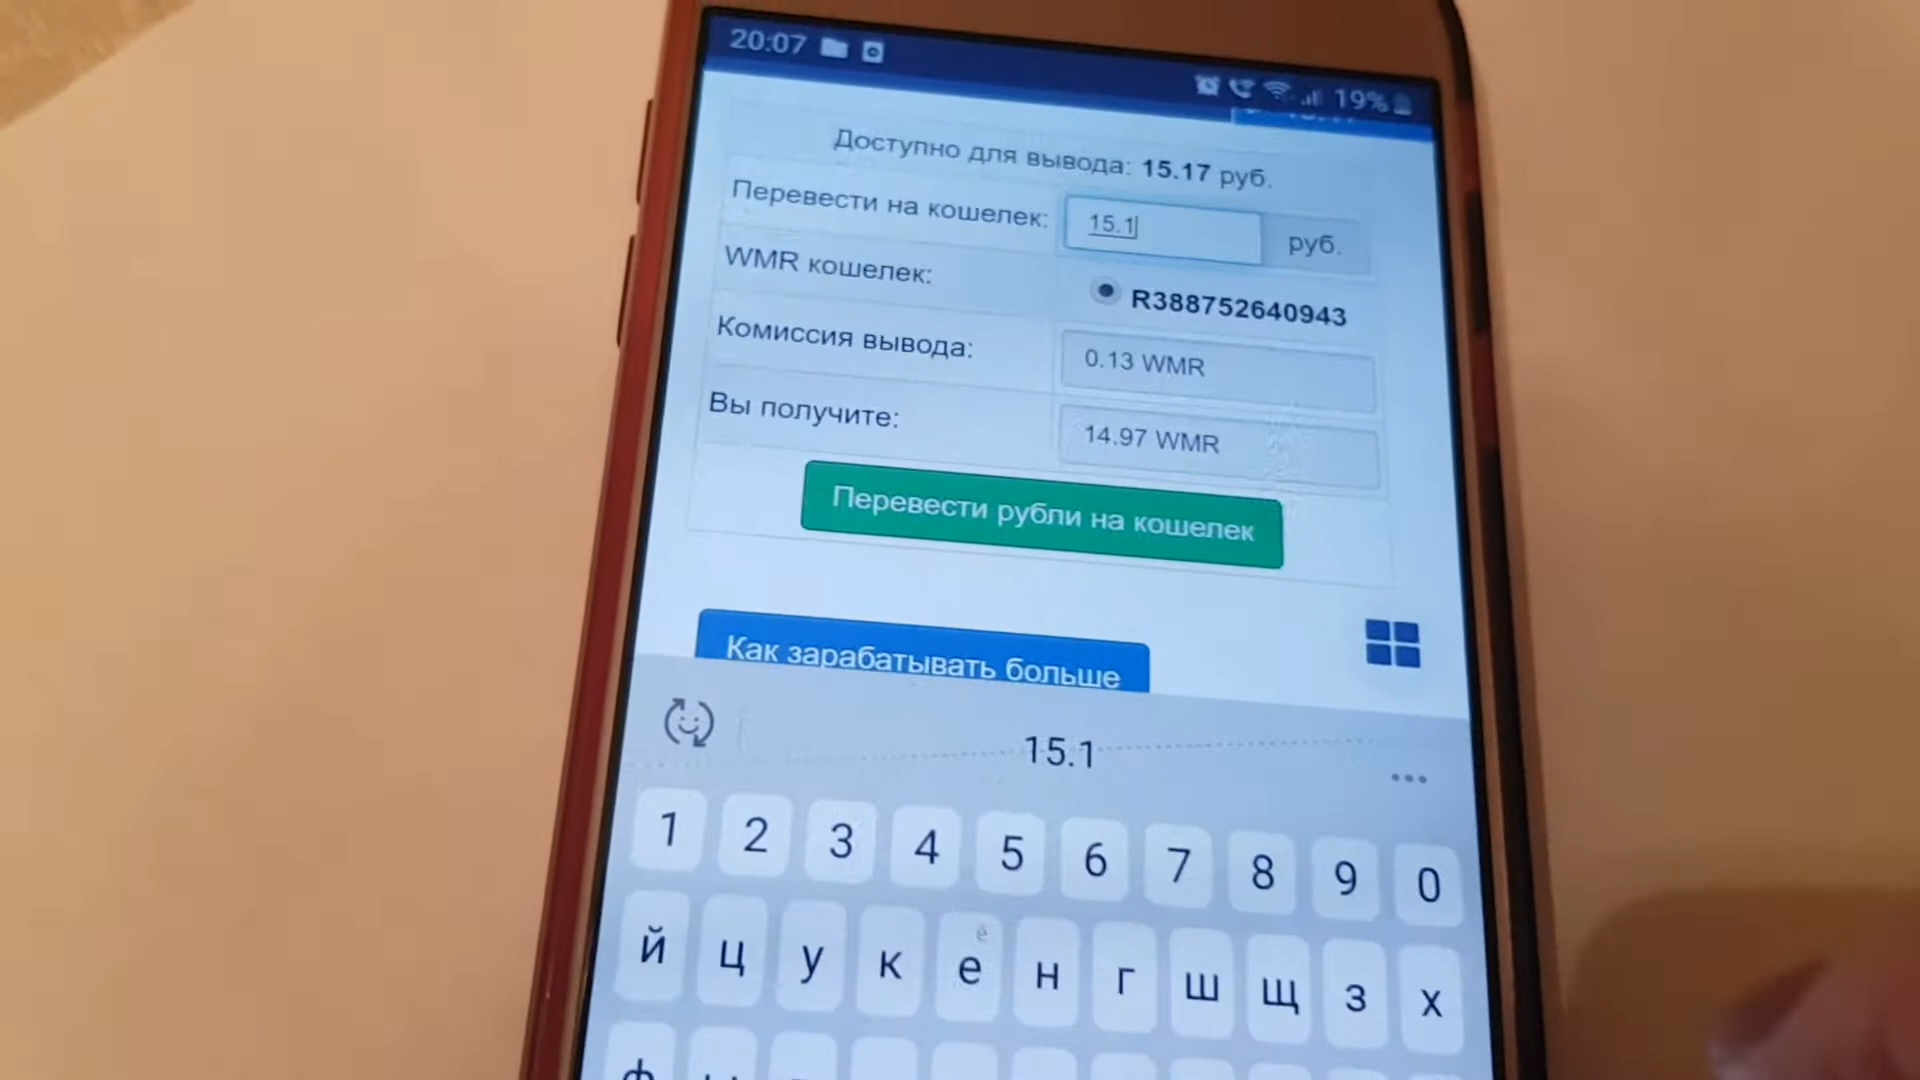 20:07
19%
Доступно для вывода: 15.17 руб.
Перевести на кошелек: 15.1 руб.
WMR кошелек: R388752640943
Комиссия вывода: 0.13 WMR
Вы получите: 14.97 WMR
Перевести рубли на кошелек
Как зарабатывать больше
15.1
1 2 3 4 5 6 7 8 9 0
ё
й ц у к е н г ш щ з х
ф